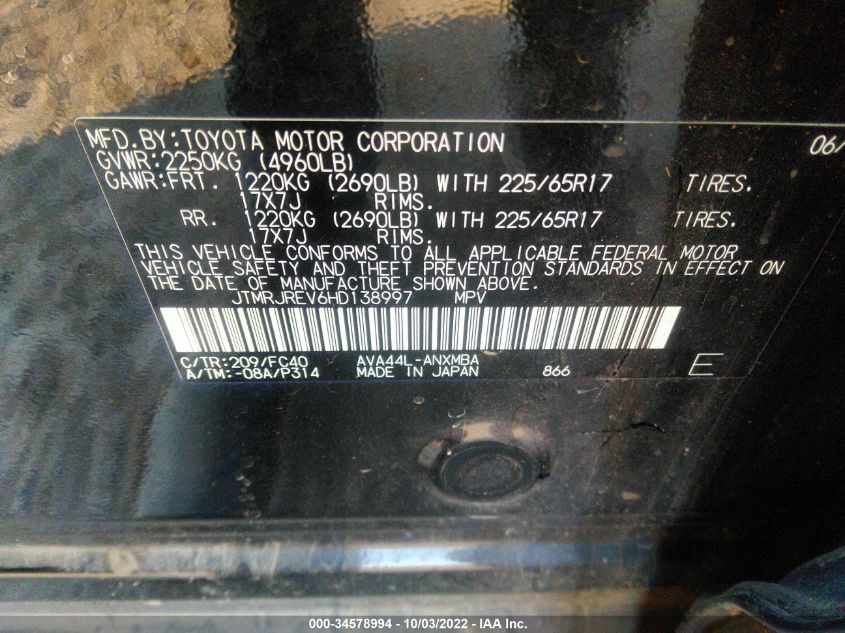 MFD.BY:TOYOTA MOTOR CORPORATION 06/
GVWR:2250KG (4960LB)
GAWR:FRT. 1220KG (2690LB) WITH 225/65R17 TIRES.
17X7J RIMS.
RR. 1220KG (2690LB) WITH 225/65R17 TIRES.
17X7J RIMS.
THIS VEHICLE CONFORMS TO ALL APPLICABLE FEDERAL MOTOR
VEHICLE SAFETY AND THEFT PREVENTION STANDARDS IN EFFECT ON
THE DATE OF MANUFACTURE SHOWN ABOVE.
JTMRJREV6HD138997 MPV
C/TR:209/FC40 AVA44L-ANXMBA
A/TM:-08A/P314 MADE IN JAPAN 866 E
000-34578994 - 10/03/2022 - IAA Inc.